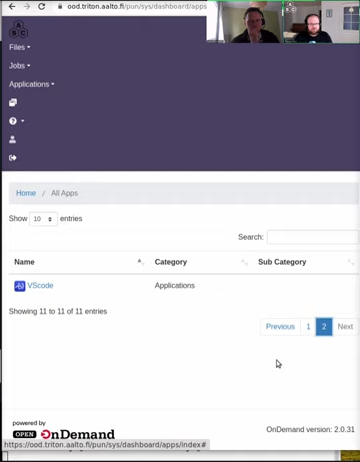 ood.triton.aalto.fi/pun/sys/dashboard/apps
ASC
Files
Jobs
Applications
Home / All Apps
Show 10 entries
Search:
Name Category Sub Category
VScode Applications
Showing 11 to 11 of 11 entries
Previous 1 2 Next
powered by
OPEN OnDemand
OnDemand version: 2.0.31
https://ood.triton.aalto.fi/pun/sys/dashboard/apps/index#